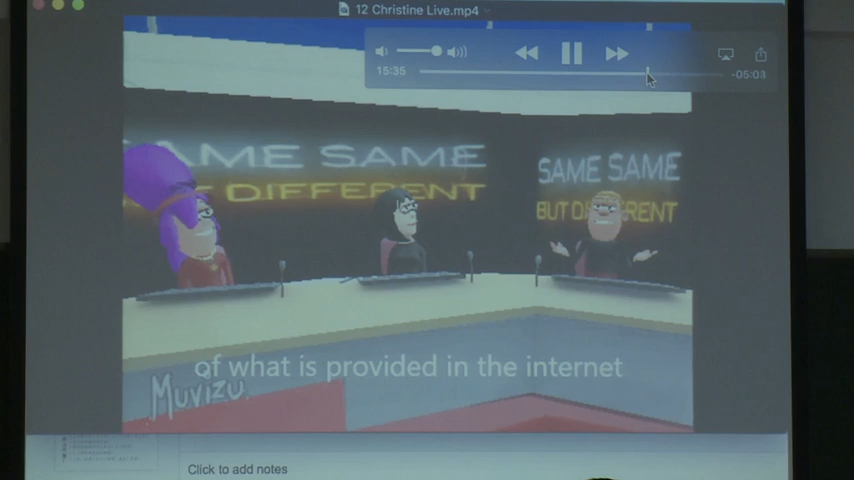 12 Christine Live.mp4
15:35
-05:03
AME SAME
DIFFERENT
SAME SAME
BUT DIFFERENT
of what is provided in the internet
MUVIZU
Click to add notes